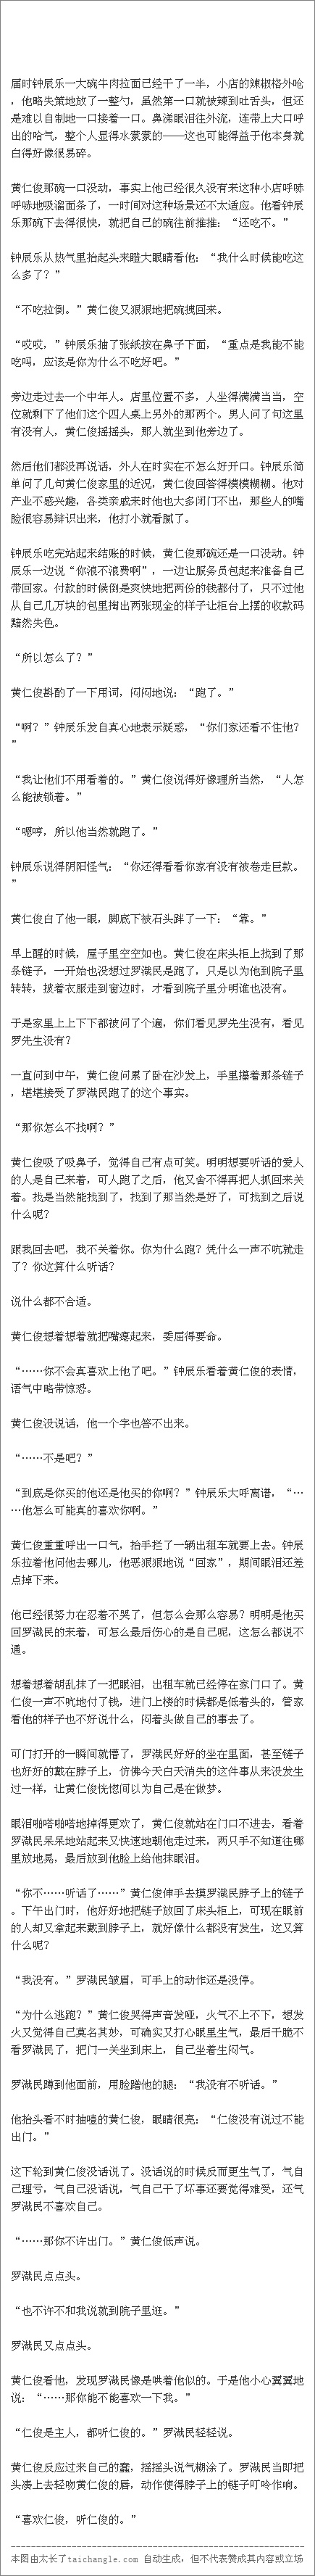 届时钟辰乐一大碗牛肉拉面已经干了一半，小店的辣椒格外呛
，他略失策地放了一整勺，虽然第一口就被辣到吐舌头，但还
是难以自制地一口接着一口。鼻涕眼泪往外流，连带上大口呼
出的哈气，整个人显得水蒙蒙的——这也可能得益于他本身就
白得好像很易碎。
黄仁俊那碗一口没动，事实上他已经很久没有来这种小店呼哧
呼哧地吸溜面条了，一时间对这种场景还不太适应。他看钟辰
乐那碗下去得很快，就把自己的碗往前推推：“还吃不。”
钟辰乐从热气里抬起头来瞪大眼睛看他：“我什么时候能吃这
么多了？”
“不吃拉倒。”黄仁俊又狠狠地把碗拽回来。
“哎哎，”钟辰乐抽了张纸按在鼻子下面，“重点是我能不能
吃吗，应该是你为什么不吃好吧。”
旁边走过去一个中年人。店里位置不多，人坐得满满当当，空
位就剩下了他们这个四人桌上另外的那两个。男人问了句这里
有没有人，黄仁俊摇摇头，那人就坐到他旁边了。
然后他们都没再说话，外人在时实在不怎么好开口。钟辰乐简
单问了几句黄仁俊家里的近况，黄仁俊回答得模模糊糊。他对
产业不感兴趣，各类亲戚来时他也大多闭门不出，那些人的嘴
脸很容易辩识出来，他打小就看腻了。
钟辰乐吃完站起来结账的时候，黄仁俊那碗还是一口没动。钟
辰乐一边说“你浪不浪费啊”，一边让服务员包起来准备自己
带回家。付款的时候倒是爽快地把两份的钱都付了，只不过他
从自己几万块的包里掏出两张现金的样子让柜台上摆的收款码
黯然失色。
“所以怎么了？”
黄仁俊斟酌了一下用词，闷闷地说：“跑了。”
“啊？”钟辰乐发自真心地表示疑惑，“你们家还看不住他？
”
“我让他们不用看着的。”黄仁俊说得好像理所当然，“人怎
么能被锁着。”
“嗯哼，所以他当然就跑了。”
钟辰乐说得阴阳怪气：“你还得看看你家有没有被卷走巨款。
”
黄仁俊白了他一眼，脚底下被石头跘了一下：“靠。”
早上醒的时候，屋子里空空如也。黄仁俊在床头柜上找到了那
条链子，一开始也没想过罗渽民是跑了，只是以为他到院子里
转转，披着衣服走到窗边时，才看到院子里分明谁也没有。
于是家里上上下下都被问了个遍，你们看见罗先生没有，看见
罗先生没有？
一直问到中午，黄仁俊问累了卧在沙发上，手里攥着那条链子
，堪堪接受了罗渽民跑了的这个事实。
“那你怎么不找啊？”
黄仁俊吸了吸鼻子，觉得自己有点可笑。明明想要听话的爱人
的人是自己来着，可人跑了之后，他又舍不得再把人抓回来关
着。找是当然能找到了，找到了那当然是好了，可找到之后说
什么呢？
跟我回去吧，我不关着你。你为什么跑？凭什么一声不吭就走
了？你这算什么听话？
说什么都不合适。
黄仁俊想着想着就把嘴瘪起来，委屈得要命。
“……你不会真喜欢上他了吧。”钟辰乐看着黄仁俊的表情，
语气中略带惊恐。
黄仁俊没说话，他一个字也答不出来。
“……不是吧？”
“到底是你买的他还是他买的你啊？”钟辰乐大呼离谱，“…
…他怎么可能真的喜欢你啊。”
黄仁俊重重呼出一口气，抬手拦了一辆出租车就要上去。钟辰
乐拉着他问他去哪儿，他恶狠狠地说“回家”，期间眼泪还差
点掉下来。
他已经很努力在忍着不哭了，但怎么会那么容易？明明是他买
回罗渽民的来着，可怎么最后伤心的是自己呢，这怎么都说不
通。
想着想着胡乱抹了一把眼泪，出租车就已经停在家门口了。黄
仁俊一声不吭地付了钱，进门上楼的时候都是低着头的，管家
看他的样子也不好说什么，闷着头做自己的事去了。
可门打开的一瞬间就懵了，罗渽民好好的坐在里面，甚至链子
也好好的戴在脖子上，仿佛今天白天消失的这件事从来没发生
过一样，让黄仁俊恍惚间以为自己是在做梦。
眼泪啪嗒啪嗒地掉得更欢了，黄仁俊就站在门口不进去，看着
罗渽民呆呆地站起来又快速地朝他走过来，两只手不知道往哪
里放地晃，最后放到他脸上给他抹眼泪。
“你不……听话了……”黄仁俊伸手去摸罗渽民脖子上的链子
。下午出门时，他好好地把链子放回了床头柜上，可现在眼前
的人却又拿起来戴到脖子上，就好像什么都没有发生，这又算
什么呢？
“我没有。”罗渽民皱眉，可手上的动作还是没停。
“为什么逃跑？”黄仁俊哭得声音发哑，火气不上不下，想发
火又觉得自己莫名其妙，可确实又打心眼里生气，最后干脆不
看罗渽民了，把门一关坐到床上，自己坐着生闷气。
罗渽民蹲到他面前，用脸蹭他的腿：“我没有不听话。”
他抬头看不时抽噎的黄仁俊，眼睛很亮：“仁俊没有说过不能
出门。”
这下轮到黄仁俊没话说了。没话说的时候反而更生气了，气自
己理亏，气自己没话说，气自己干了坏事还要觉得难受，还气
罗渽民不喜欢自己。
“……那你不许出门。”黄仁俊低声说。
罗渽民点点头。
“也不许不和我说就到院子里逛。”
罗渽民又点点头。
黄仁俊看他，发现罗渽民像是哄着他似的。于是他小心翼翼地
说：“……那你能不能喜欢一下我。”
“仁俊是主人，都听仁俊的。”罗渽民轻轻说。
黄仁俊反应过来自己的蠢，摇摇头说气糊涂了。罗渽民当即把
头凑上去轻吻黄仁俊的唇，动作使得脖子上的链子叮呤作响。
“喜欢仁俊，听仁俊的。”
本图由太长了taichangle.com 自动生成，但不代表赞成其内容或立场